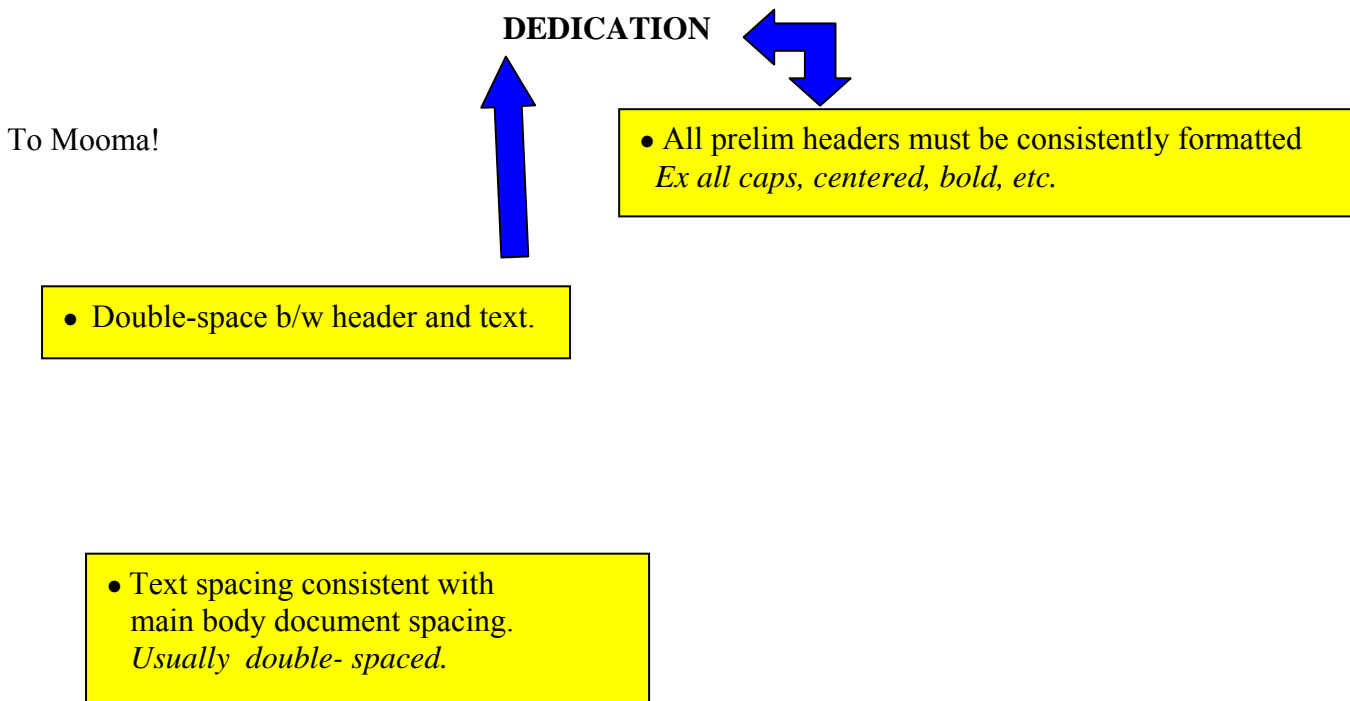 DEDICATION
To Mooma!
• All prelim headers must be consistently formatted
Ex all caps, centered, bold, etc.
• Double-space b/w header and text.
• Text spacing consistent with
main body document spacing.
Usually double- spaced.